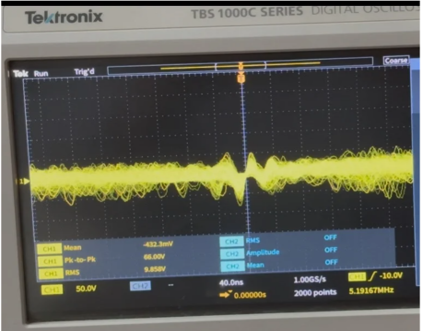 Tektronix TBS 1000C SERIES DIGITAL OSCILLOS
Tek Run Trig'd Coarse
1
CH1 Mean -432.3mV CH2 RMS OFF
CH1 Pk-to-Pk 66.00V CH2 Amplitude OFF
CH1 RMS 9.858V CH2 Mean OFF
CH1 50.0V CH2 -- 40.0ns 1.00GS/s CH1 / -10.0V
0.00000s 2000 points 5.19167MHz